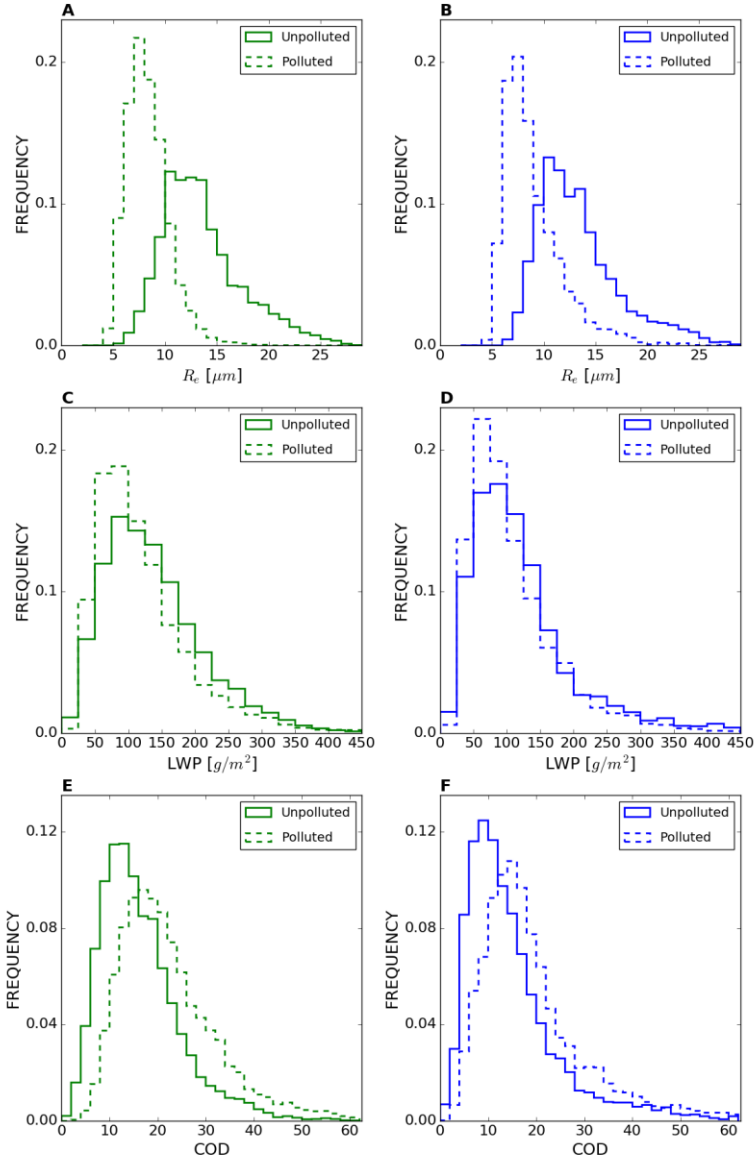 A
B
Unpolluted
Polluted
Unpolluted
Polluted
0.2
0.1
0.0
FREQUENCY
0.2
0.1
0.0
FREQUENCY
0 5 10 15 20 25
0 5 10 15 20 25
R_e [μm]
R_e [μm]
C
D
Unpolluted
Polluted
Unpolluted
Polluted
0.2
0.1
0.0
FREQUENCY
0.2
0.1
0.0
FREQUENCY
0 50 100 150 200 250 300 350 400 450
0 50 100 150 200 250 300 350 400 450
LWP [g/m²]
LWP [g/m²]
E
F
Unpolluted
Polluted
Unpolluted
Polluted
0.12
0.08
0.04
0.00
FREQUENCY
0.12
0.08
0.04
0.00
FREQUENCY
0 10 20 30 40 50 60
0 10 20 30 40 50 60
COD
COD